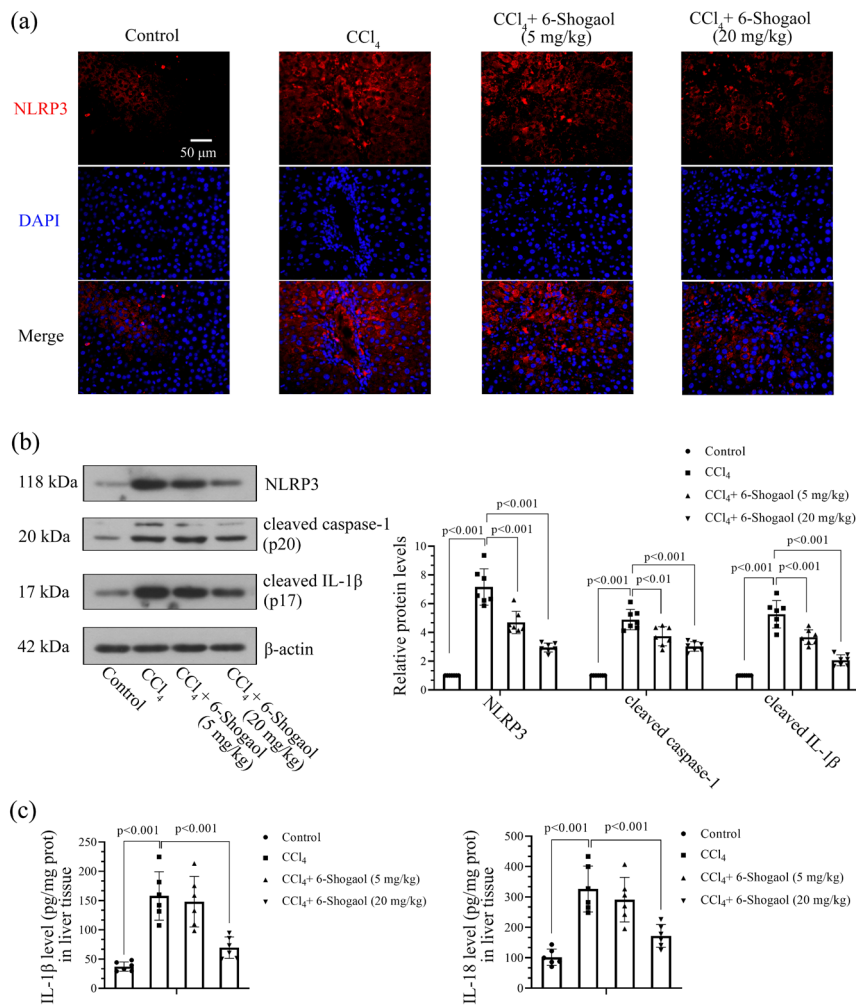 (a)
Control
CCl4
CCl4+ 6-Shogaol
(5 mg/kg)
CCl4+ 6-Shogaol
(20 mg/kg)
NLRP3
50 μm
DAPI
Merge
(b)
118 kDa
NLRP3
20 kDa
cleaved caspase-1
(p20)
17 kDa
cleaved IL-1β
(p17)
42 kDa
β-actin
Control
CCl4
CCl4 + 6-Shogaol
(5 mg/kg)
CCl4 + 6-Shogaol
(20 mg/kg)
Control
CCl4
CCl4+ 6-Shogaol (5 mg/kg)
CCl4+ 6-Shogaol (20 mg/kg)
Relative protein levels
10
8
6
4
2
0
p<0.001
p<0.001
p<0.001
p<0.001
p<0.001
p<0.01
p<0.001
p<0.001
p<0.001
NLRP3
cleaved caspase-1
cleaved IL-1β
(c)
IL-1β level (pg/mg prot)
in liver tissue
250
200
150
100
50
0
p<0.001
p<0.001
Control
CCl4
CCl4+ 6-Shogaol (5 mg/kg)
CCl4+ 6-Shogaol (20 mg/kg)
IL-18 level (pg/mg prot)
in liver tissue
500
400
300
200
100
0
p<0.001
p<0.001
Control
CCl4
CCl4+ 6-Shogaol (5 mg/kg)
CCl4+ 6-Shogaol (20 mg/kg)